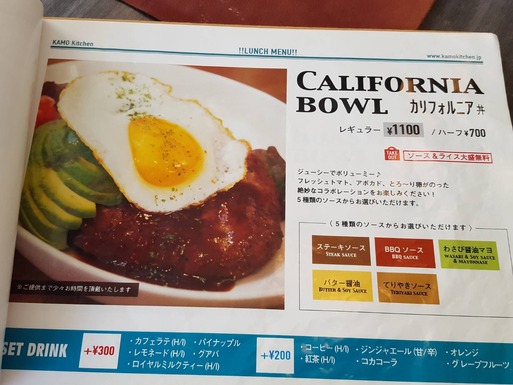 KAMO Kitchen
!!LUNCH MENU!!
www.kamokitchen.jp
CALIFORNIA
BOWL カリフォルニア丼
レギュラー ¥1100 / ハーフ ¥700
TAKE OUT ソース＆ライス大盛無料
ジューシーでボリューミー♪
フレッシュトマト、アボカド、とろ〜り卵がのった
絶妙なコラボレーションをお楽しみください！
5種類のソースからお選びいただけます。
〈 5種類のソースからお選びいただけます 〉
ステーキソース
STEAK SAUCE
BBQ ソース
BBQ SAUCE
わさび醤油マヨ
WASABI & SOY SAUCE
& MAYONNAISE
バター醤油
BUTTER & SOY SAUCE
てりやきソース
TERIYAKI SAUCE
※ご提供まで少々お時間を頂戴いたします
SET DRINK
+¥300
・カフェラテ (H/I) ・パイナップル
・レモネード (H/I) ・グアバ
・ロイヤルミルクティー (H/I)
+¥200
・コーヒー (H/I) ・ジンジャエール (甘/辛) ・オレンジ
・紅茶 (H/I) ・コカコーラ ・グレープフルーツ